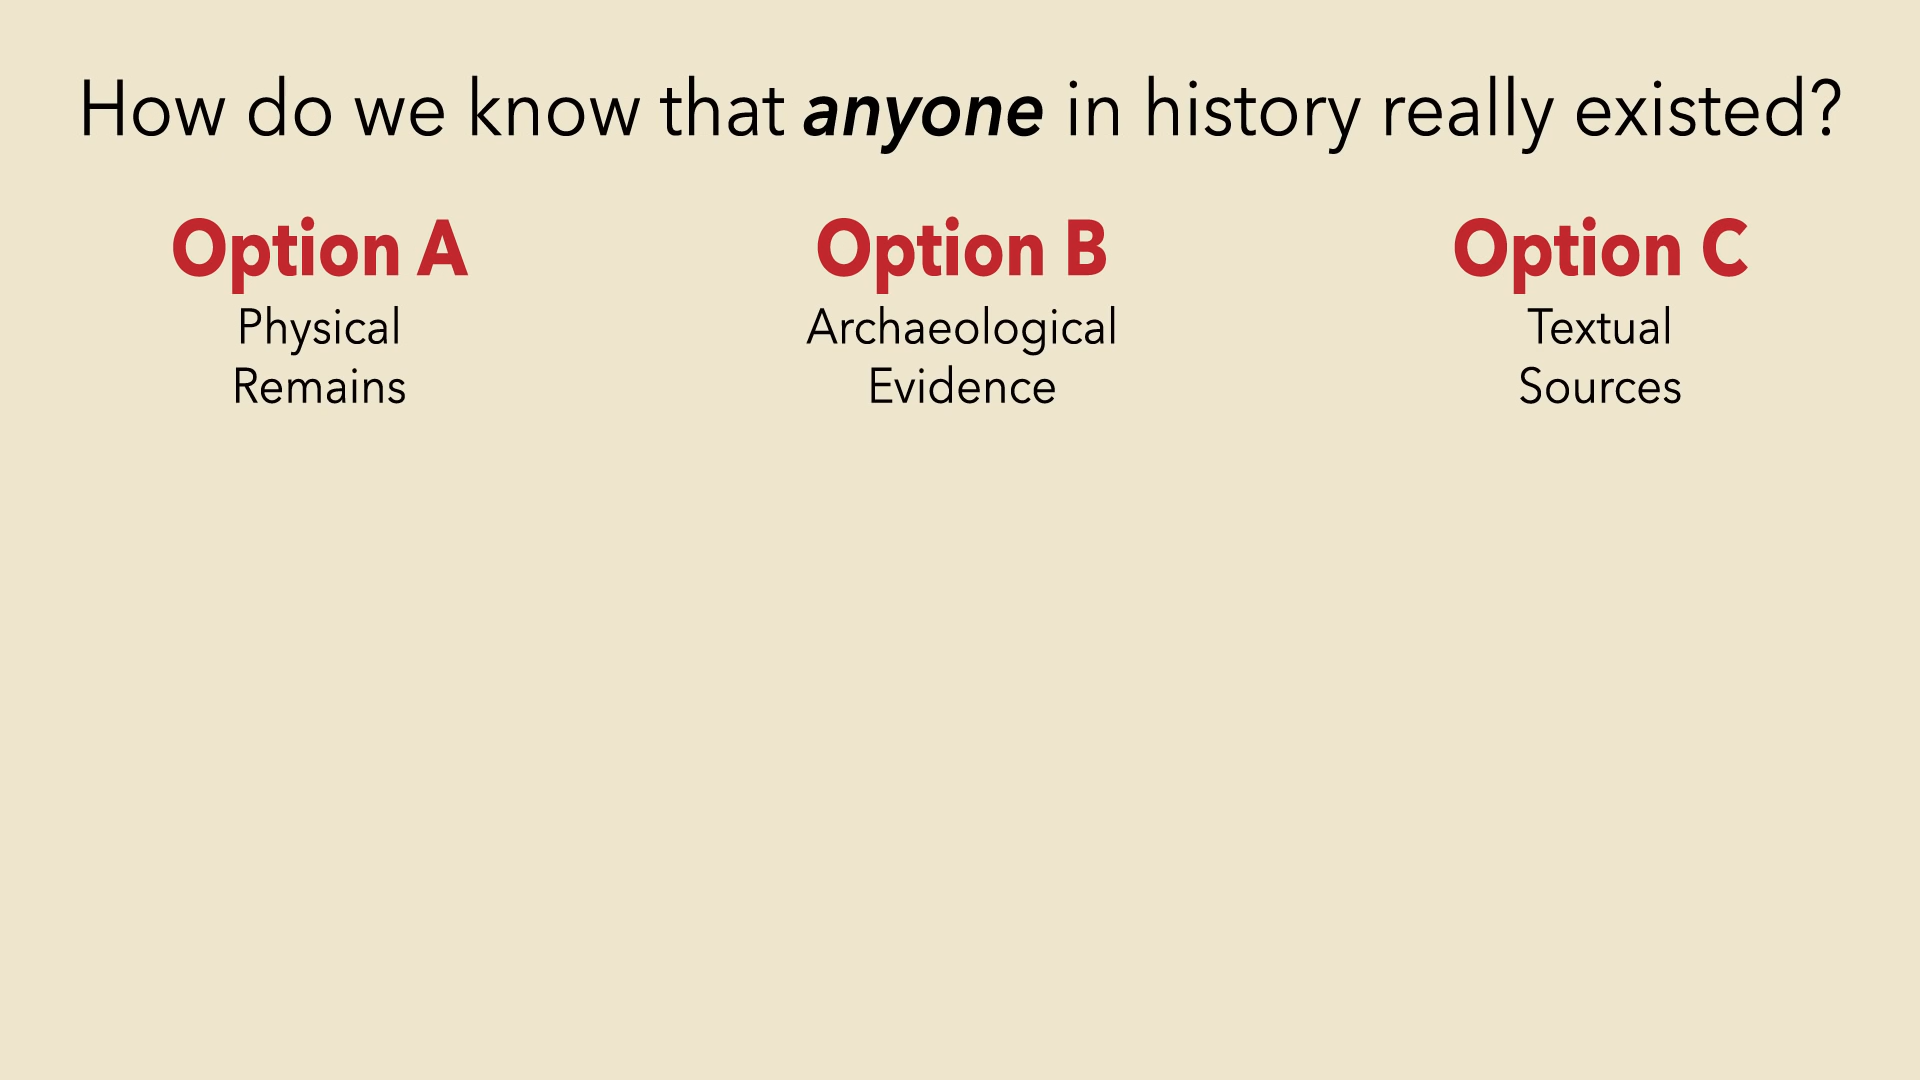 How do we know that anyone in history really existed?
Option A
Physical
Remains
Option B
Archaeological
Evidence
Option C
Textual
Sources